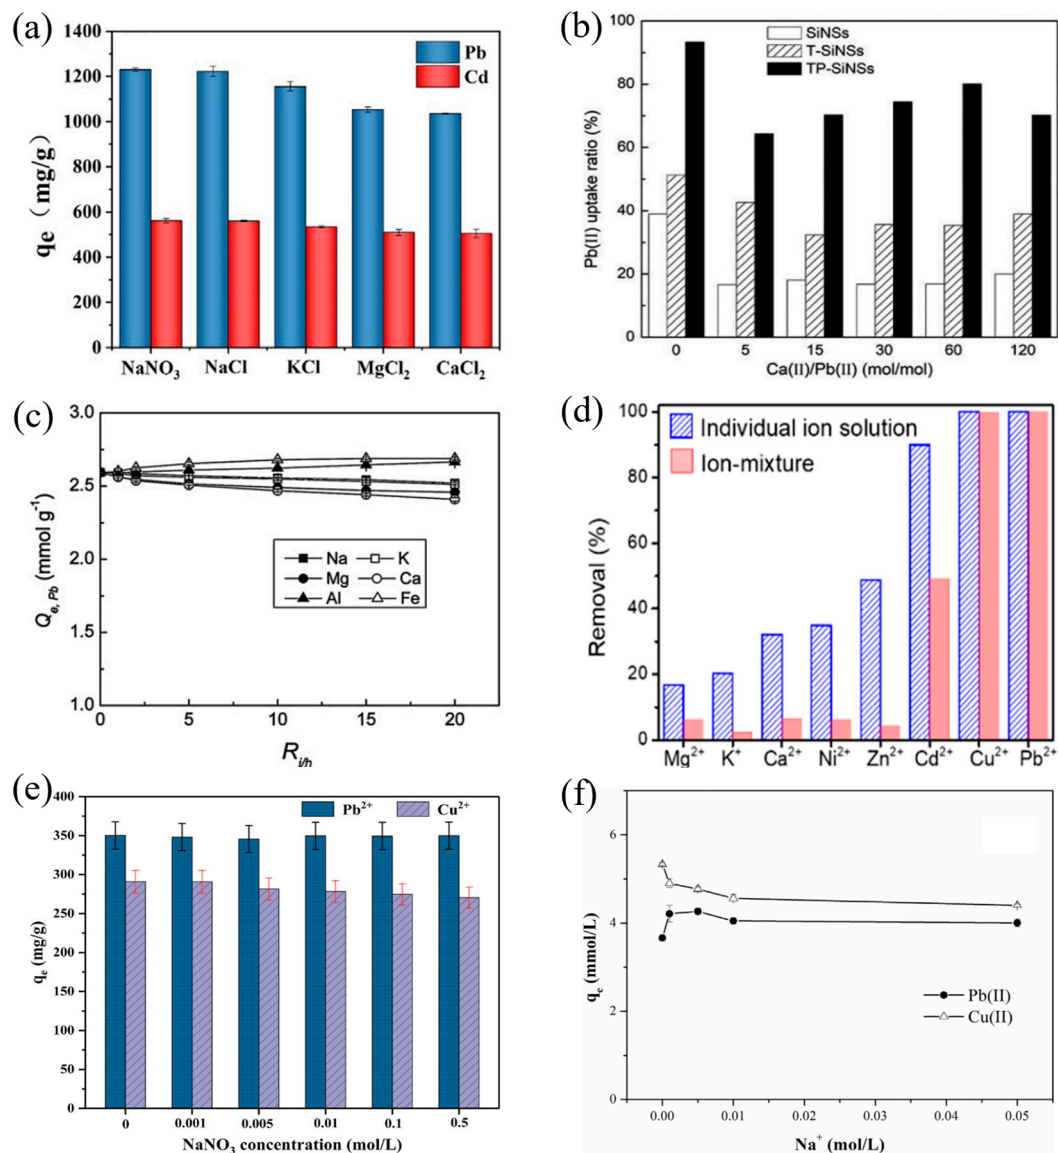 (a)
1400
1200
1000
800
600
400
200
0
qe (mg/g)
Pb
Cd
NaNO3 NaCl KCl MgCl2 CaCl2
(b)
100
80
60
40
20
0
Pb(II) uptake ratio (%)
SiNSs
T-SiNSs
TP-SiNSs
0 5 15 30 60 120
Ca(II)/Pb(II) (mol/mol)
(c)
3.0
2.5
2.0
1.5
1.0
Qe, Pb (mmol g-1)
Na K
Mg Ca
Al Fe
0 5 10 15 20
Ri/h
(d)
100
80
60
40
20
0
Removal (%)
Individual ion solution
Ion-mixture
Mg2+ K+ Ca2+ Ni2+ Zn2+ Cd2+ Cu2+ Pb2+
(e)
400
350
300
250
200
150
100
50
0
qe (mg/g)
Pb2+ Cu2+
0 0.001 0.005 0.01 0.1 0.5
NaNO3 concentration (mol/L)
(f)
6
4
2
0
qe (mmol/L)
Pb(II)
Cu(II)
0.00 0.01 0.02 0.03 0.04 0.05
Na+ (mol/L)